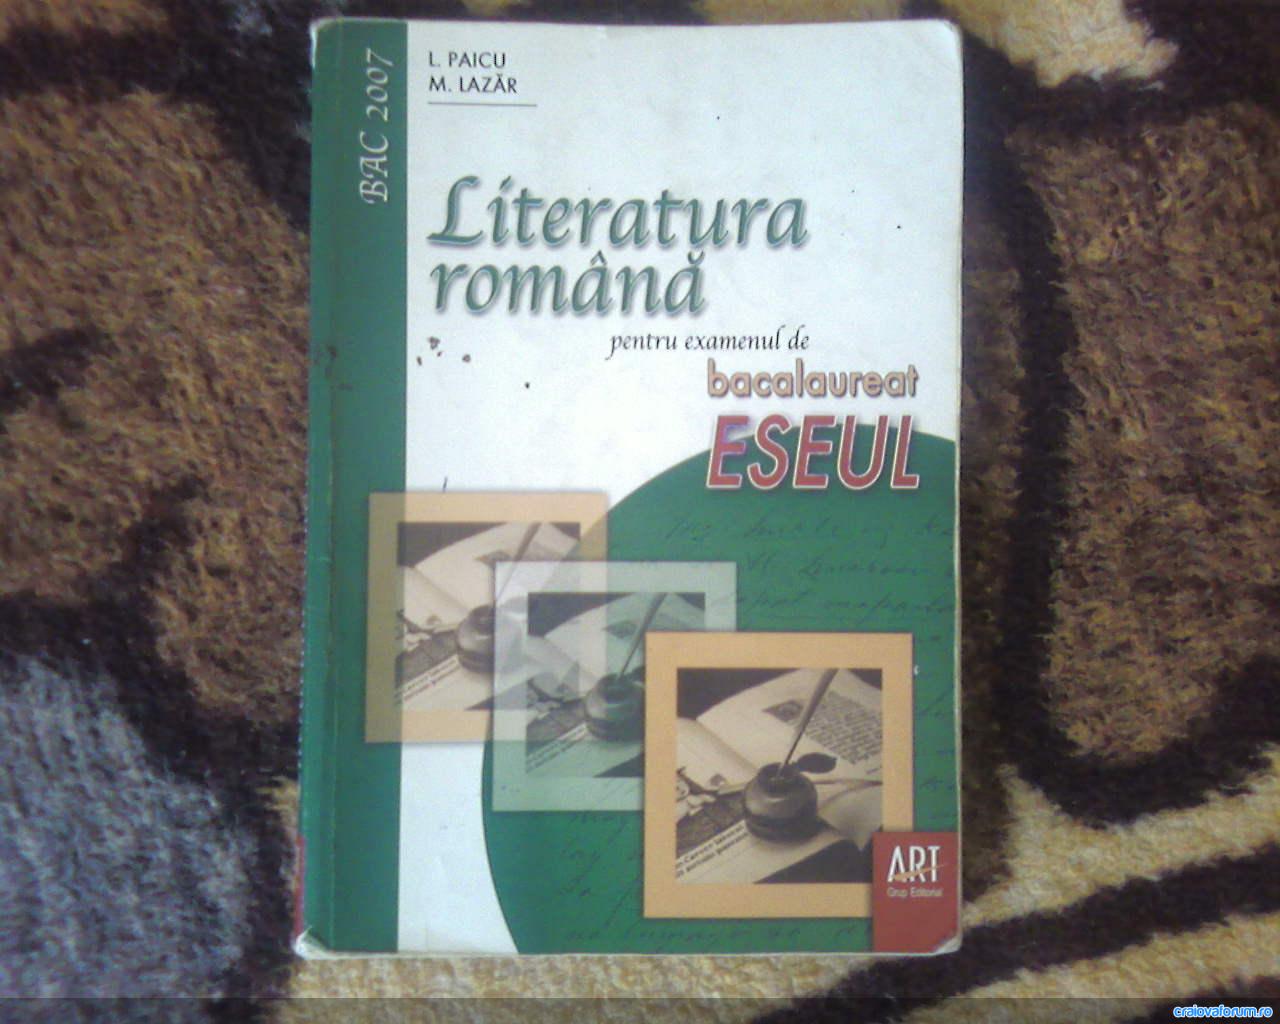 BAC 2007
L. PAICU
M. LAZĂR
Literatura
română
pentru examenul de
bacalaureat
ESEUL
ART
Grup Editorial
craiovaforum.ro